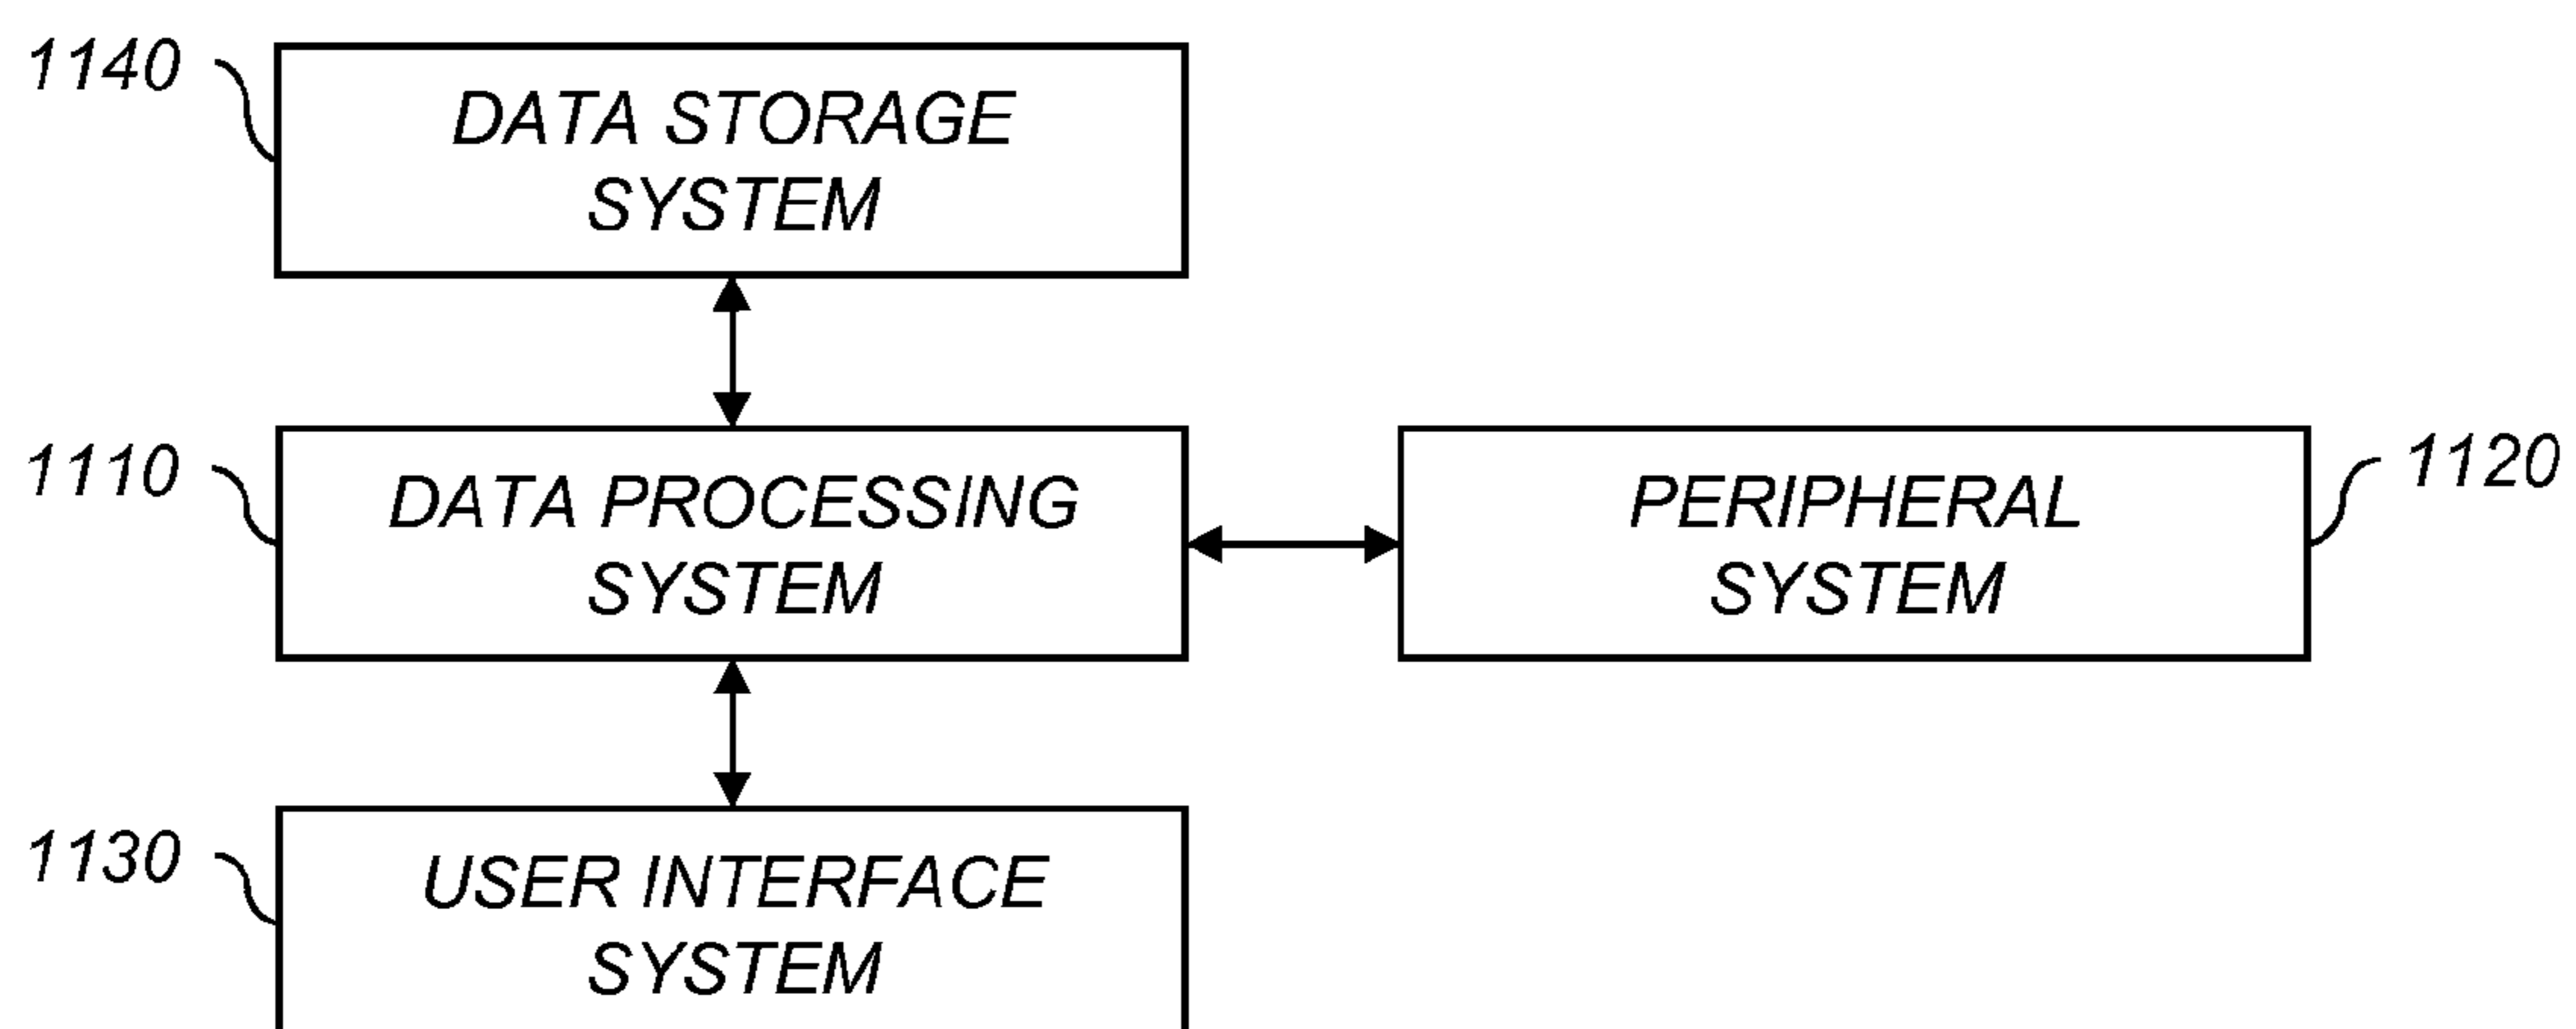 1140
DATA STORAGE
SYSTEM
1110
DATA PROCESSING
SYSTEM
PERIPHERAL
SYSTEM
1120
1130
USER INTERFACE
SYSTEM